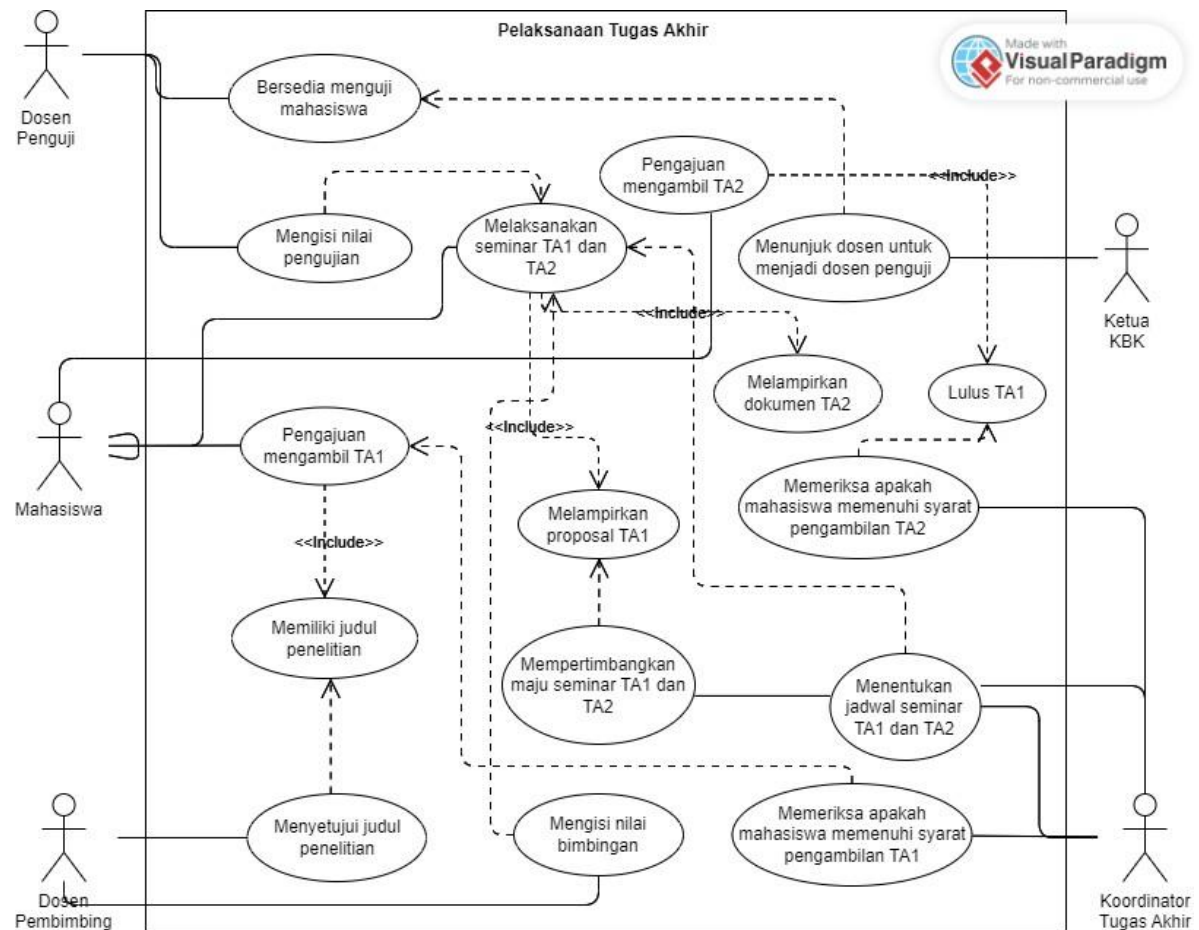 Pelaksanaan Tugas Akhir
Made with
Visual Paradigm
For non-commercial use
Dosen
Penguji
Bersedia menguji
mahasiswa
Pengajuan
mengambil TA2
<<Include>>
Mengisi nilai
pengujian
Melaksanakan
seminar TA1 dan
TA2
Menunjuk dosen untuk
menjadi dosen penguji
Ketua
KBK
<<Include>>
Melampirkan
dokumen TA2
Lulus TA1
Mahasiswa
Pengajuan
mengambil TA1
<<Include>>
Memeriksa apakah
mahasiswa memenuhi syarat
pengambilan TA2
Melampirkan
proposal TA1
<<Include>>
Memiliki judul
penelitian
Mempertimbangkan
maju seminar TA1 dan
TA2
Menentukan
jadwal seminar
TA1 dan TA2
Menyetujui judul
penelitian
Mengisi nilai
bimbingan
Memeriksa apakah
mahasiswa memenuhi syarat
pengambilan TA1
Dosen
Pembimbing
Koordinator
Tugas Akhir